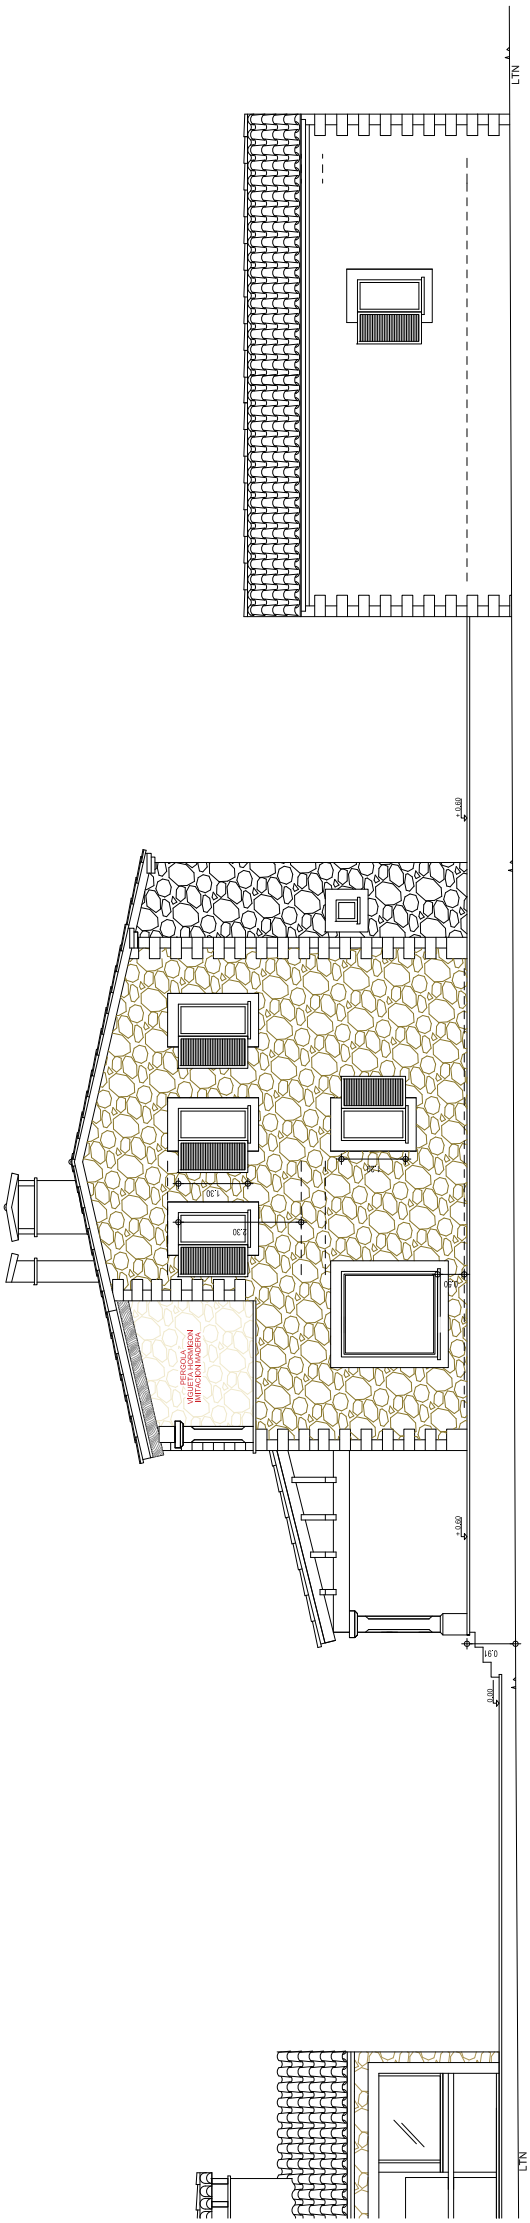 LTN
+ 0.60
1.20
1.30
2.30
0.50
PERGOLA
VIGUETA HORMIGON
IMITACION MADERA
+ 0.60
0.91
0.00
LTN